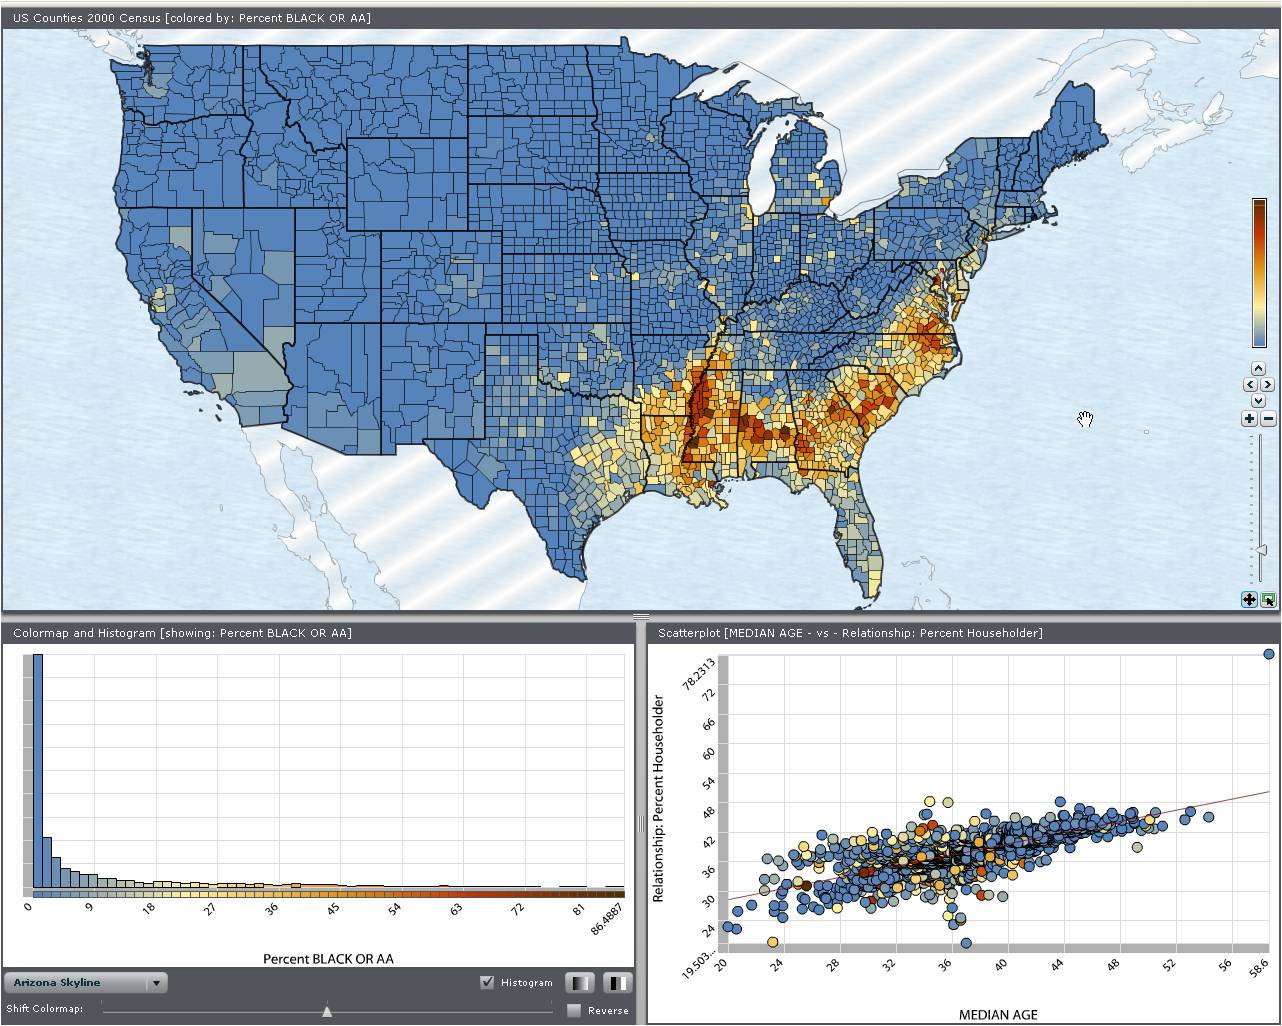 US Counties 2000 Census [colored by: Percent BLACK OR AA]
Colormap and Histogram [showing: Percent BLACK OR AA]
0 9 18 27 36 45 54 63 72 81 86.4887
Percent BLACK OR AA
Arizona Skyline
Histogram
Shift Colormap:
Reverse
Scatterplot [MEDIAN AGE - vs - Relationship: Percent Householder]
Relationship: Percent Householder
78.2313
72
66
60
54
48
42
36
30
24
19.503...
20 24 28 32 36 40 44 48 52 56 58.6
MEDIAN AGE